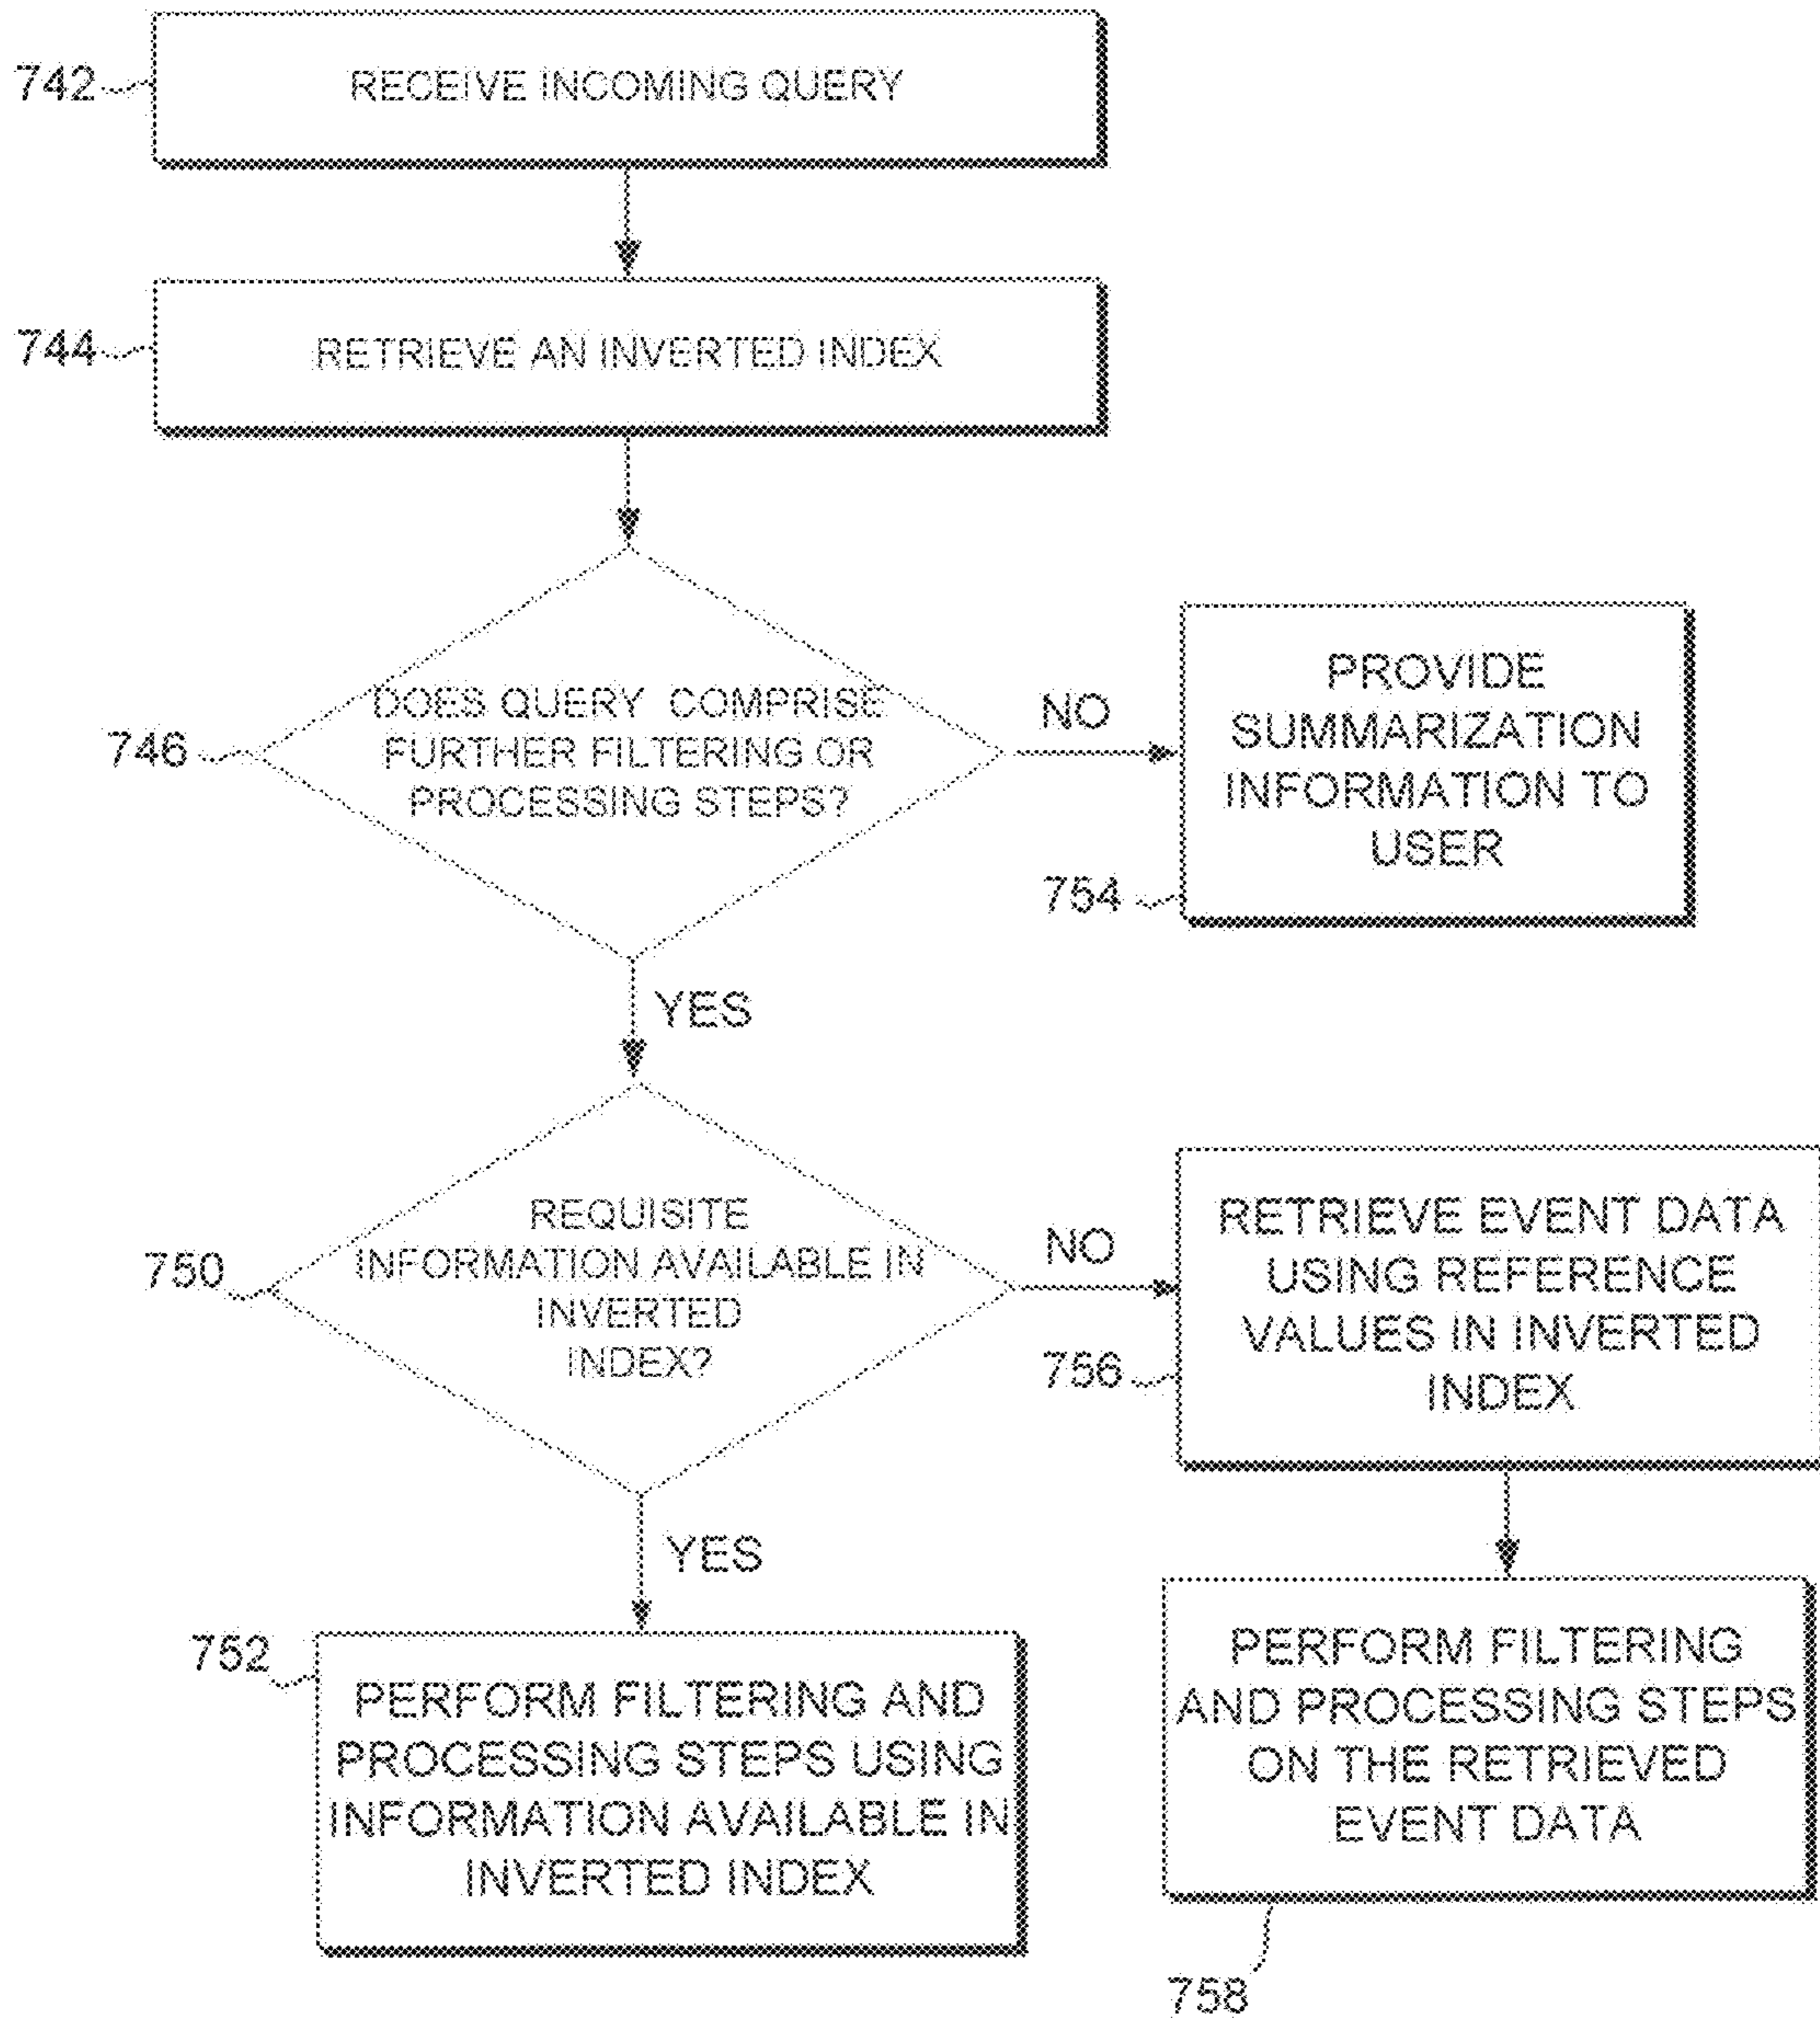 742
RECEIVE INCOMING QUERY
744
RETRIEVE AN INVERTED INDEX
746
DOES QUERY COMPRISE
FURTHER FILTERING OR
PROCESSING STEPS?
NO
PROVIDE
SUMMARIZATION
INFORMATION TO
USER
754
YES
750
REQUISITE
INFORMATION AVAILABLE IN
INVERTED
INDEX?
NO
RETRIEVE EVENT DATA
USING REFERENCE
VALUES IN INVERTED
INDEX
756
YES
752
PERFORM FILTERING AND
PROCESSING STEPS USING
INFORMATION AVAILABLE IN
INVERTED INDEX
PERFORM FILTERING
AND PROCESSING STEPS
ON THE RETRIEVED
EVENT DATA
758